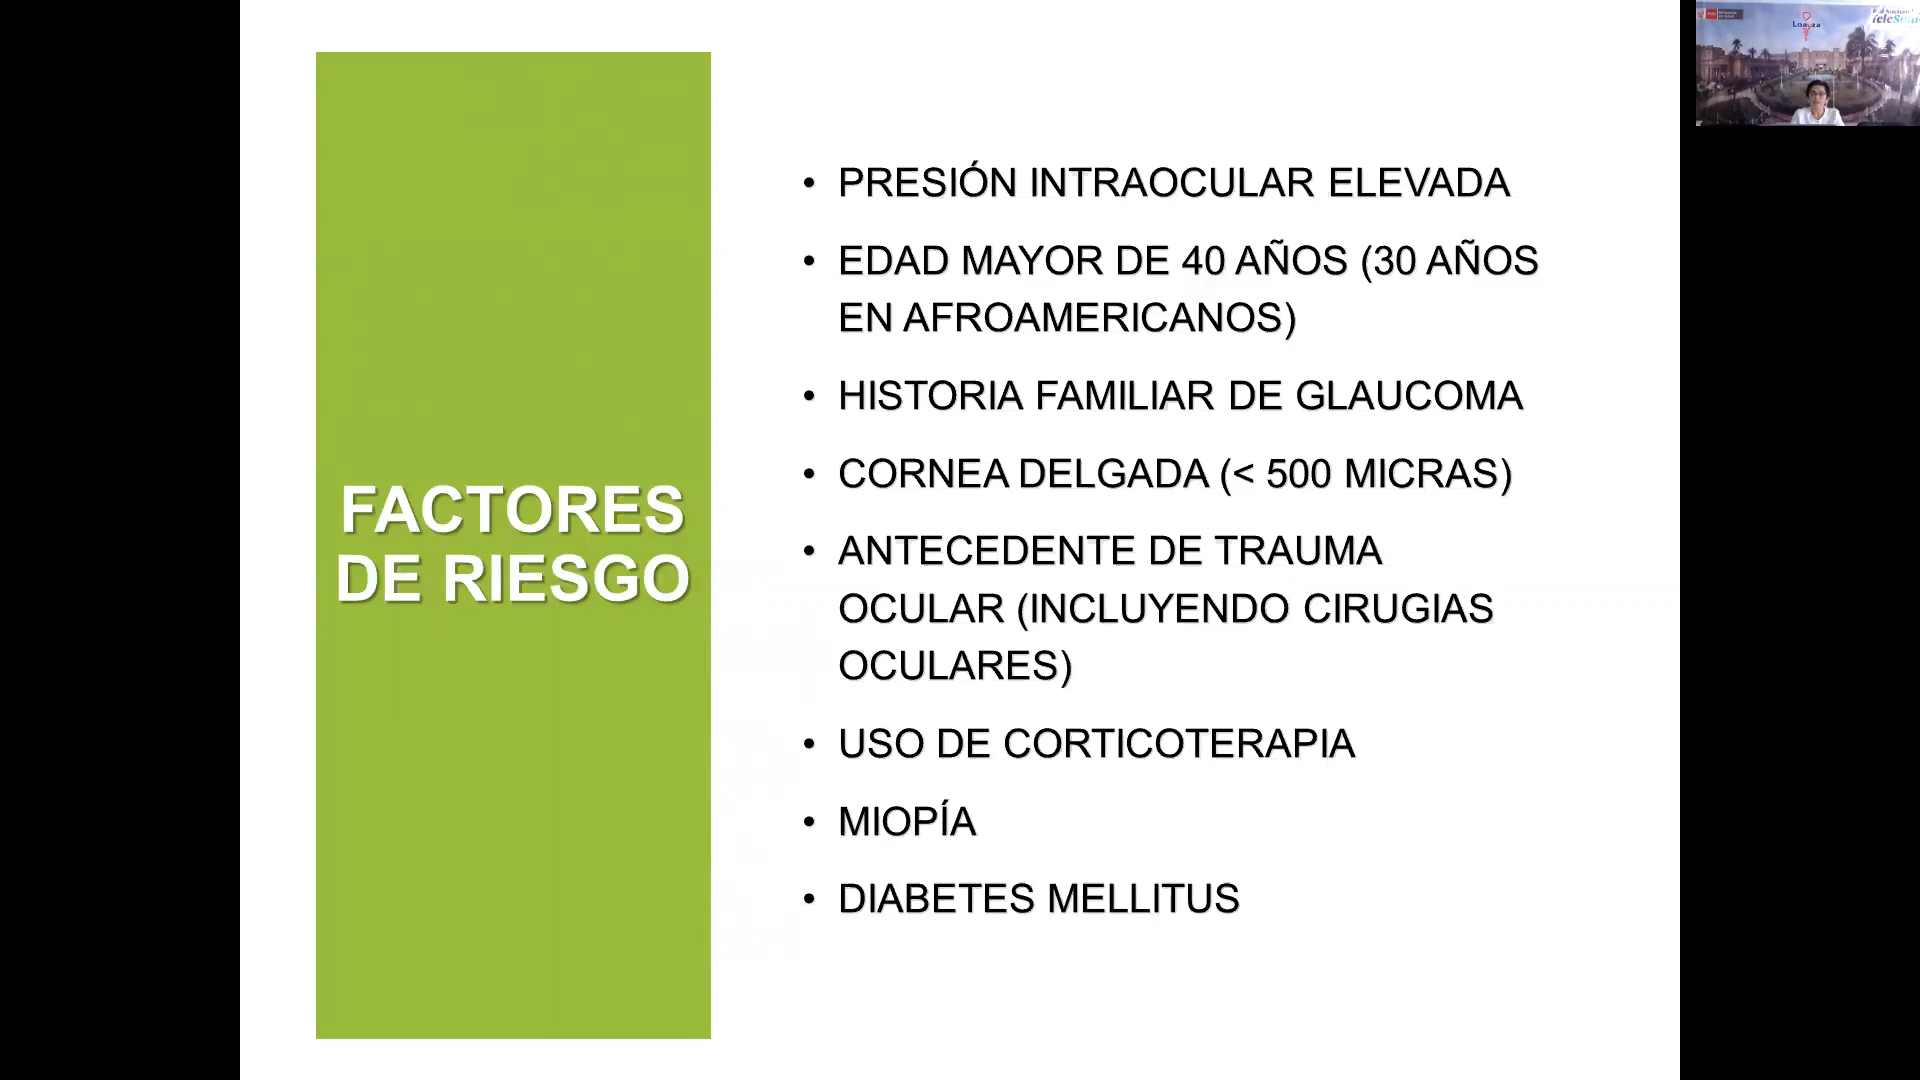 FACTORES
DE RIESGO
• PRESIÓN INTRAOCULAR ELEVADA
• EDAD MAYOR DE 40 AÑOS (30 AÑOS
EN AFROAMERICANOS)
• HISTORIA FAMILIAR DE GLAUCOMA
• CORNEA DELGADA (< 500 MICRAS)
• ANTECEDENTE DE TRAUMA
OCULAR (INCLUYENDO CIRUGIAS
OCULARES)
• USO DE CORTICOTERAPIA
• MIOPÍA
• DIABETES MELLITUS
Loayza